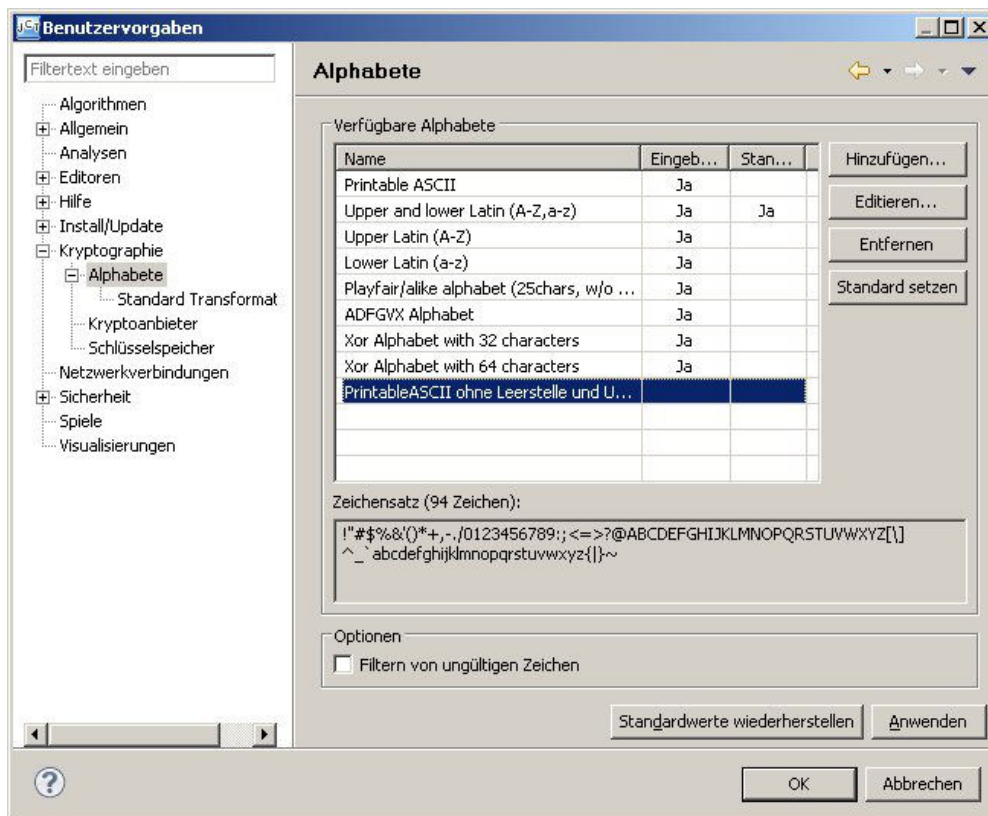 JCT Benutzervorgaben
Filtertext eingeben
Algorithmen
Allgemein
Analysen
Editoren
Hilfe
Install/Update
Kryptographie
Alphabete
Standard Transformat
Kryptoanbieter
Schlüsselspeicher
Netzwerkverbindungen
Sicherheit
Spiele
Visualisierungen
Alphabete
Verfügbare Alphabete
Name Eingeb... Stan...
Printable ASCII Ja
Upper and lower Latin (A-Z,a-z) Ja Ja
Upper Latin (A-Z) Ja
Lower Latin (a-z) Ja
Playfair/alike alphabet (25chars, w/o ... Ja
ADFGVX Alphabet Ja
Xor Alphabet with 32 characters Ja
Xor Alphabet with 64 characters Ja
PrintableASCII ohne Leerstelle und U...
Hinzufügen...
Editieren...
Entfernen
Standard setzen
Zeichensatz (94 Zeichen):
!"#$%&'()*+,-./0123456789:;<=>?@ABCDEFGHIJKLMNOPQRSTUVWXYZ[\]
^_`abcdefghijklmnopqrstuvwxyz{|}~
Optionen
Filtern von ungültigen Zeichen
Standardwerte wiederherstellen Anwenden
? OK Abbrechen